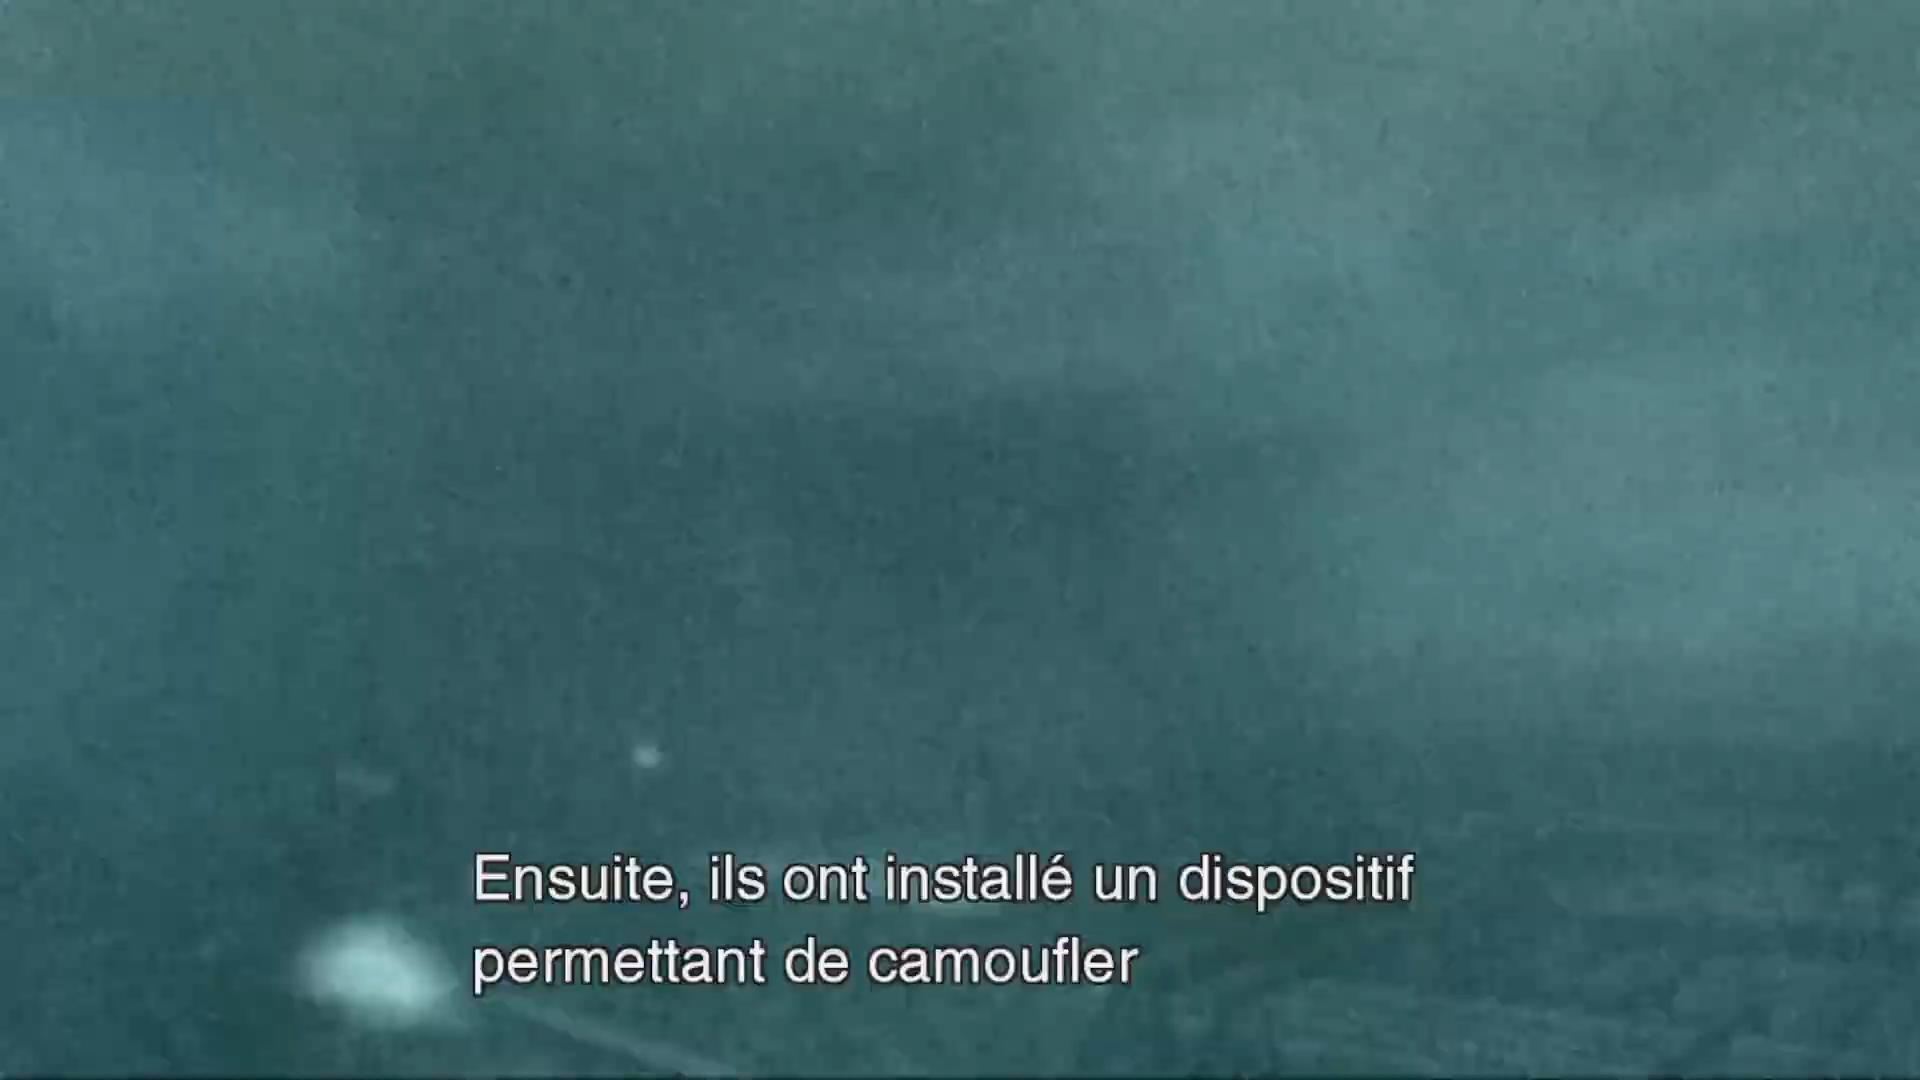 Ensuite, ils ont installé un dispositif
permettant de camoufler